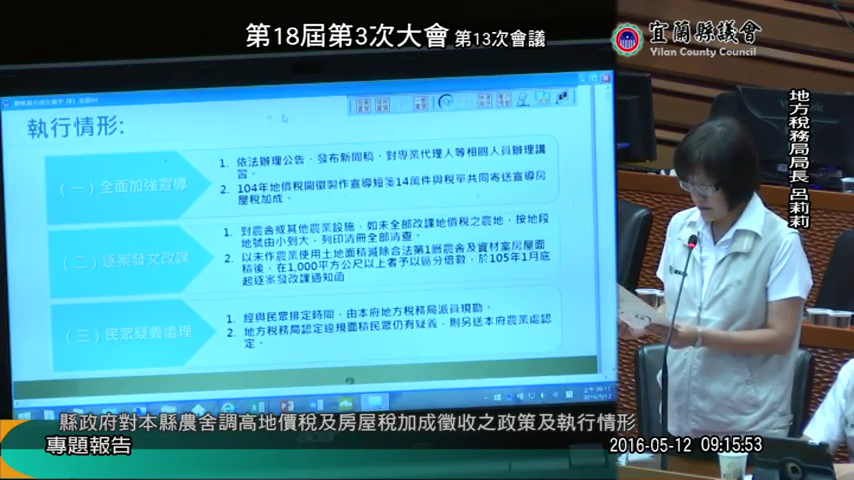 第18屆第3次大會 第13次會議
宜蘭縣議會
Yilan County Council
執行情形:
(一)全面加強宣導
1. 依法辦理公告、發布新聞稿、對專業代理人等相關人員辦理講
習。
2. 104年地價稅開徵製作宣導短箋14萬件與稅單共同寄送宣導房
屋稅加成。
(二)逐案發文改課
1. 對農舍或其他農業設施,如未全部改課地價稅之農地,按地段
地號由小到大,列印清冊全部清查。
2. 以未作農業使用土地面積減除合法第1層農舍及資材室房屋面
積後,在1,000平方公尺以上者予以區分倍數,於105年1月底
起逐案發改課通知函
(三)民眾疑義處理
1. 經與民眾排定時間,由本府地方稅務局派員現勘。
2. 地方稅務局認定違規面積民眾仍有疑義,則另送本府農業處認
定。
地方稅務局局長 呂莉莉
縣政府對本縣農舍調高地價稅及房屋稅加成徵收之政策及執行情形
專題報告
2016-05-12 09:15:53